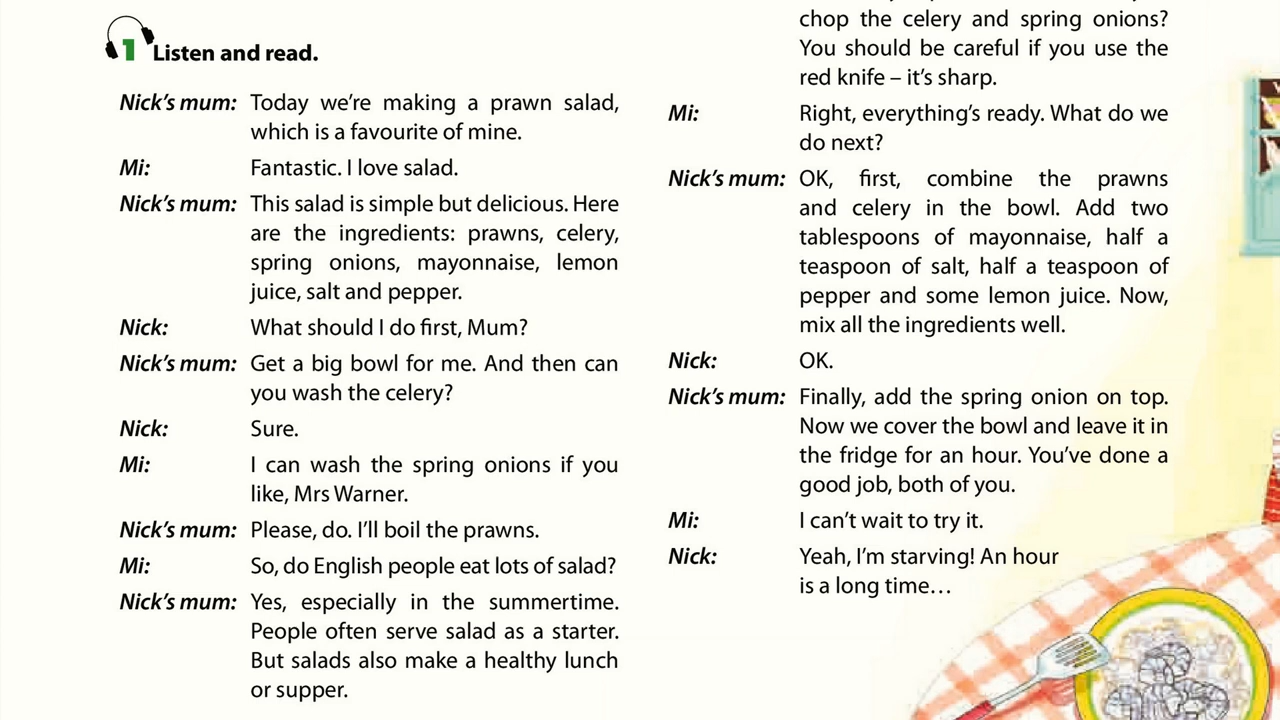 1 Listen and read.
Nick's mum: Today we're making a prawn salad,
which is a favourite of mine.
Mi: Fantastic. I love salad.
Nick's mum: This salad is simple but delicious. Here
are the ingredients: prawns, celery,
spring onions, mayonnaise, lemon
juice, salt and pepper.
Nick: What should I do first, Mum?
Nick's mum: Get a big bowl for me. And then can
you wash the celery?
Nick: Sure.
Mi: I can wash the spring onions if you
like, Mrs Warner.
Nick's mum: Please, do. I'll boil the prawns.
Mi: So, do English people eat lots of salad?
Nick's mum: Yes, especially in the summertime.
People often serve salad as a starter.
But salads also make a healthy lunch
or supper.
chop the celery and spring onions?
You should be careful if you use the
red knife – it's sharp.
Mi: Right, everything's ready. What do we
do next?
Nick's mum: OK, first, combine the prawns
and celery in the bowl. Add two
tablespoons of mayonnaise, half a
teaspoon of salt, half a teaspoon of
pepper and some lemon juice. Now,
mix all the ingredients well.
Nick: OK.
Nick's mum: Finally, add the spring onion on top.
Now we cover the bowl and leave it in
the fridge for an hour. You've done a
good job, both of you.
Mi: I can't wait to try it.
Nick: Yeah, I'm starving! An hour
is a long time…